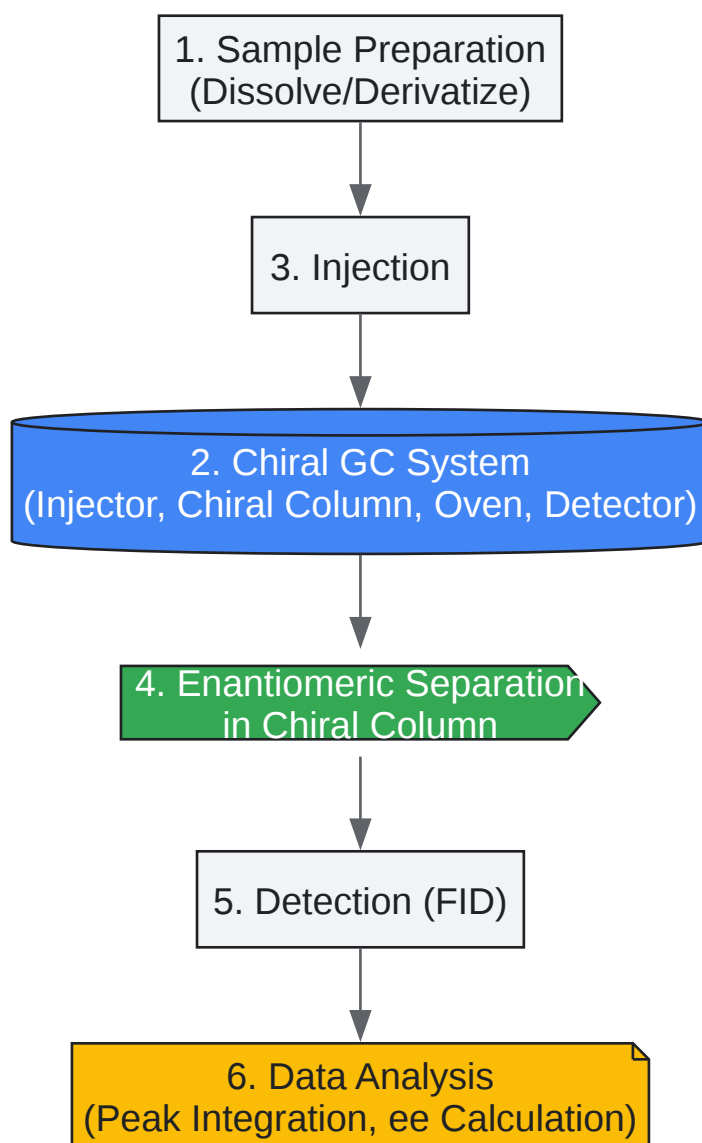 1. Sample Preparation
(Dissolve/Derivatize)
3. Injection
2. Chiral GC System
(Injector, Chiral Column, Oven, Detector)
4. Enantiomeric Separation
in Chiral Column
5. Detection (FID)
6. Data Analysis
(Peak Integration, ee Calculation)